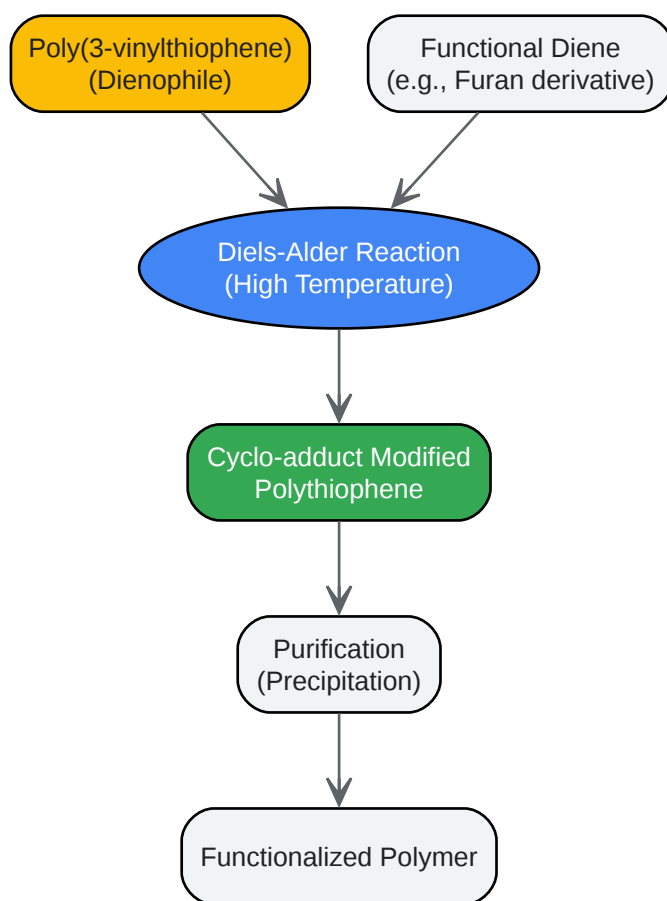 Poly(3-vinylthiophene)
(Dienophile)
Functional Diene
(e.g., Furan derivative)
Diels-Alder Reaction
(High Temperature)
Cyclo-adduct Modified
Polythiophene
Purification
(Precipitation)
Functionalized Polymer